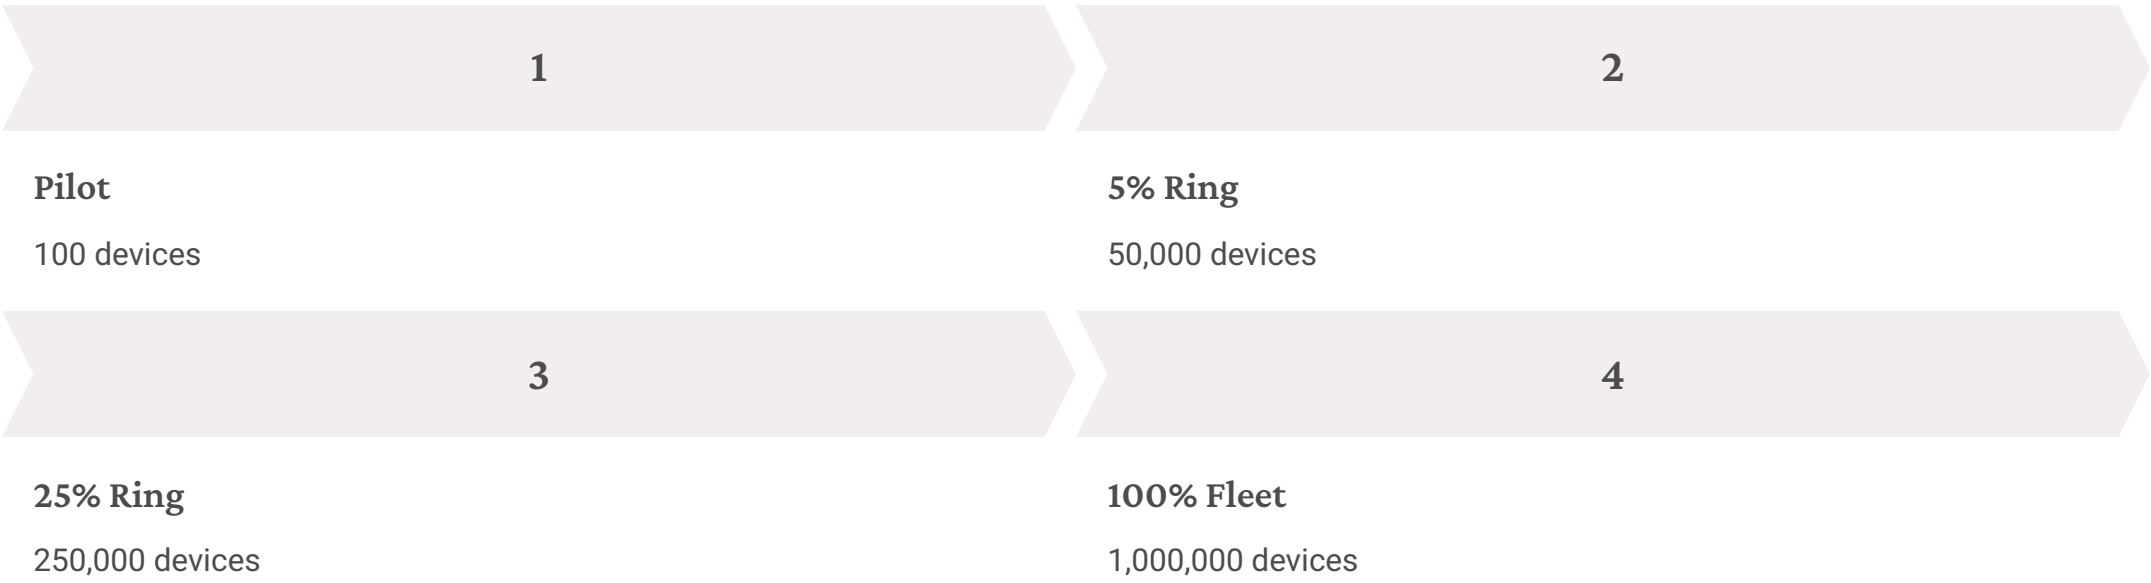 1
2
Pilot
100 devices
5% Ring
50,000 devices
3
4
25% Ring
250,000 devices
100% Fleet
1,000,000 devices